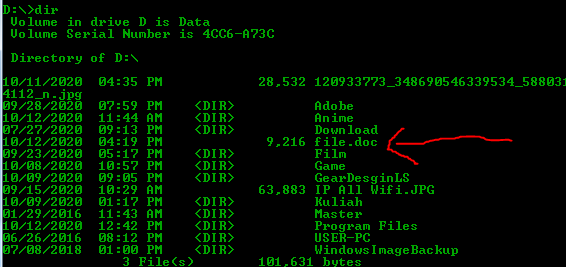 D:\>dir
Volume in drive D is Data
Volume Serial Number is 4CC6-A73C
Directory of D:\
10/11/2020 04:35 PM 28,532 120933773_348690546339534_588031
4112_n.jpg
09/28/2020 07:59 PM <DIR> Adobe
10/12/2020 11:44 AM <DIR> Anime
07/27/2020 09:13 PM <DIR> Download
10/12/2020 04:19 PM 9,216 file.doc
09/23/2020 05:17 PM <DIR> Film
10/08/2020 10:57 PM <DIR> Game
10/09/2020 09:05 PM <DIR> GearDesginLS
09/15/2020 10:29 AM 63,883 IP All Wifi.JPG
10/09/2020 01:17 PM <DIR> Kuliah
01/29/2016 11:43 AM <DIR> Master
10/12/2020 12:42 PM <DIR> Program Files
06/26/2016 08:12 PM <DIR> USER-PC
07/08/2018 01:00 PM <DIR> WindowsImageBackup
3 File(s) 101,631 bytes